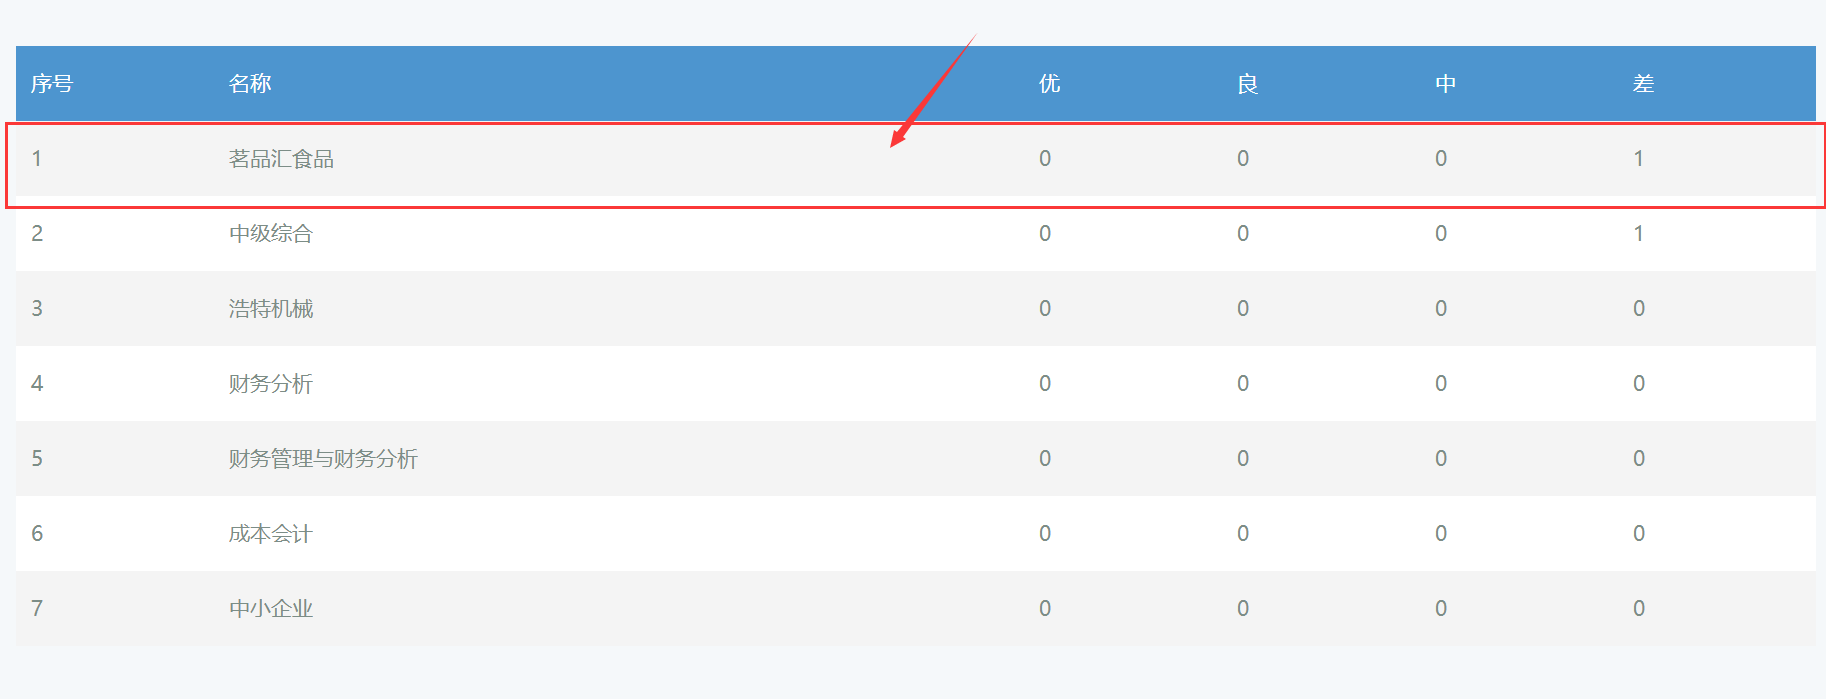 序号 名称 优 良 中 差
1 茗品汇食品 0 0 0 1
2 中级综合 0 0 0 1
3 浩特机械 0 0 0 0
4 财务分析 0 0 0 0
5 财务管理与财务分析 0 0 0 0
6 成本会计 0 0 0 0
7 中小企业 0 0 0 0